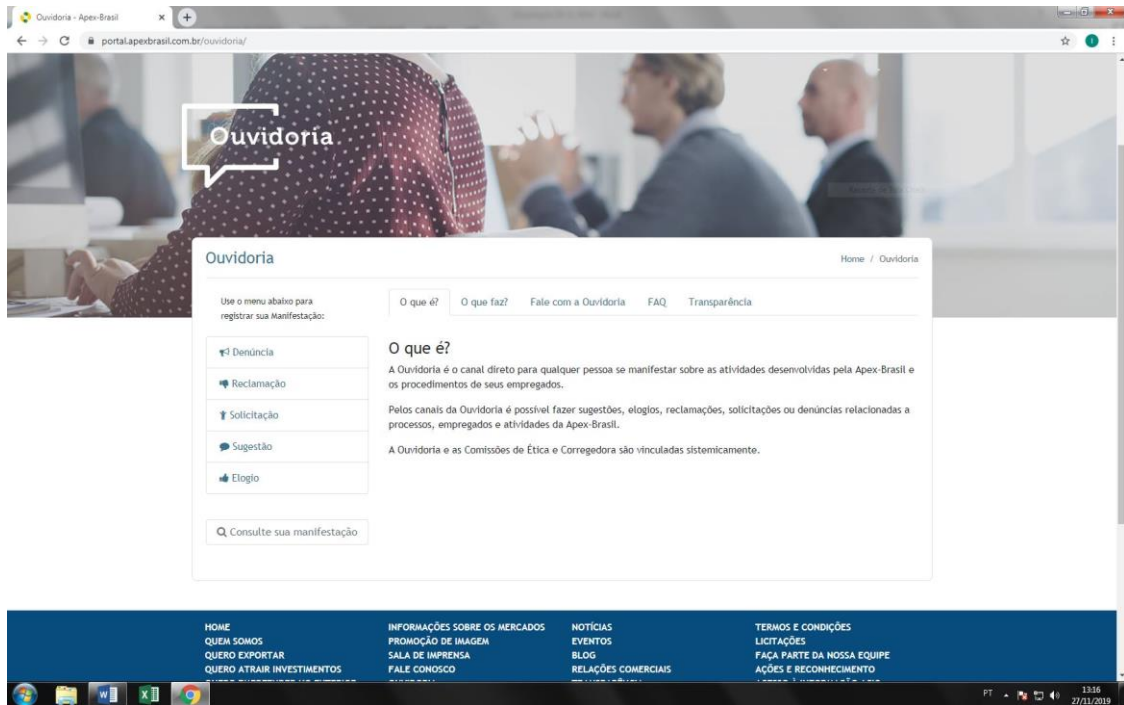 Ouvidoria - Apex-Brasil
portal.apexbrasil.com.br/ouvidoria/
Ouvidoria
Ouvidoria
Home / Ouvidoria
Use o menu abaixo para
registrar sua Manifestação:
Denúncia
Reclamação
Solicitação
Sugestão
Elogio
Consulte sua manifestação
O que é? O que faz? Fale com a Ouvidoria FAQ Transparência
O que é?
A Ouvidoria é o canal direto para qualquer pessoa se manifestar sobre as atividades desenvolvidas pela Apex-Brasil e
os procedimentos de seus empregados.
Pelos canais da Ouvidoria é possível fazer sugestões, elogios, reclamações, solicitações ou denúncias relacionadas a
processos, empregados e atividades da Apex-Brasil.
A Ouvidoria e as Comissões de Ética e Corregedora são vinculadas sistemicamente.
HOME
QUEM SOMOS
QUERO EXPORTAR
QUERO ATRAIR INVESTIMENTOS
INFORMAÇÕES SOBRE OS MERCADOS
PROMOÇÃO DE IMAGEM
SALA DE IMPRENSA
FALE CONOSCO
NOTÍCIAS
EVENTOS
BLOG
RELAÇÕES COMERCIAIS
TERMOS E CONDIÇÕES
LICITAÇÕES
FAÇA PARTE DA NOSSA EQUIPE
AÇÕES E RECONHECIMENTO
PT
13:16
27/11/2019